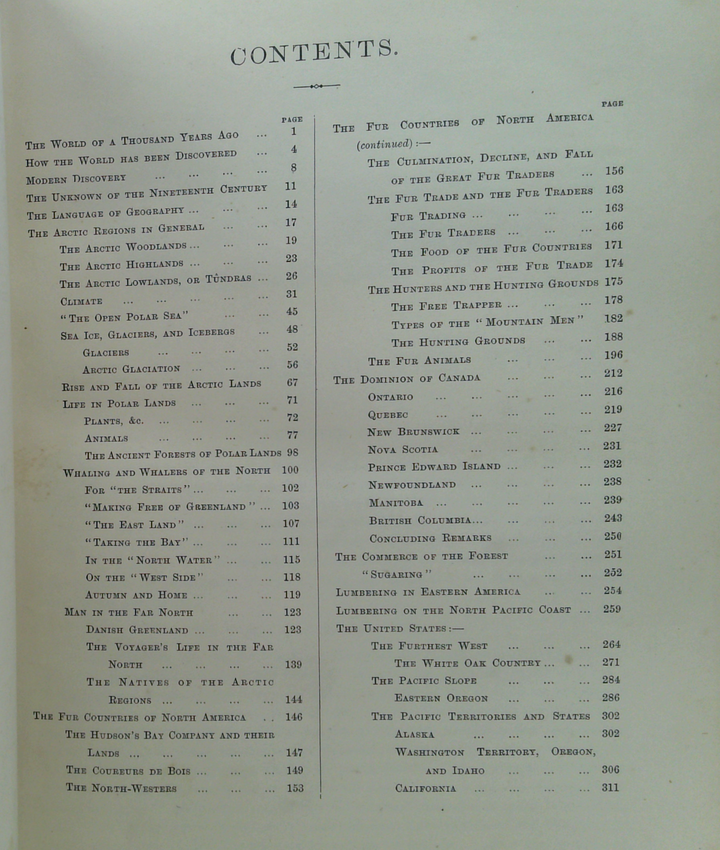 CONTENTS.
PAGE
THE WORLD OF A THOUSAND YEARS AGO ... 1
HOW THE WORLD HAS BEEN DISCOVERED ... 4
MODERN DISCOVERY ... ... ... ... 8
THE UNKNOWN OF THE NINETEENTH CENTURY 11
THE LANGUAGE OF GEOGRAPHY ... ... ... 14
THE ARCTIC REGIONS IN GENERAL ... ... 17
THE ARCTIC WOODLANDS ... ... ... 19
THE ARCTIC HIGHLANDS ... ... ... 23
THE ARCTIC LOWLANDS, OR TÛNDRAS ... 26
CLIMATE ... ... ... ... ... 31
"THE OPEN POLAR SEA" ... ... ... 45
SEA ICE, GLACIERS, AND ICEBERGS ... 48
GLACIERS ... ... ... ... 52
ARCTIC GLACIATION ... ... ... 56
RISE AND FALL OF THE ARCTIC LANDS 67
LIFE IN POLAR LANDS ... ... ... 71
PLANTS, &c. ... ... ... ... 72
ANIMALS ... ... ... ... 77
THE ANCIENT FORESTS OF POLAR LANDS 98
WHALING AND WHALERS OF THE NORTH 100
FOR "THE STRAITS" ... ... ... 102
"MAKING FREE OF GREENLAND" ... ... 103
"THE EAST LAND" ... ... ... 107
"TAKING THE BAY" ... ... ... 111
IN THE "NORTH WATER" ... ... 115
ON THE "WEST SIDE" ... ... 118
AUTUMN AND HOME ... ... ... 119
MAN IN THE FAR NORTH ... ... 123
DANISH GREENLAND ... ... ... 123
THE VOYAGER'S LIFE IN THE FAR
NORTH ... ... ... ... 139
THE NATIVES OF THE ARCTIC
REGIONS ... ... ... ... 144
THE FUR COUNTRIES OF NORTH AMERICA . . 146
THE HUDSON'S BAY COMPANY AND THEIR
LANDS ... ... ... ... ... 147
THE COUREURS DE BOIS ... ... ... 149
THE NORTH-WESTERS ... ... ... 153
PAGE
THE FUR COUNTRIES OF NORTH AMERICA
(continued) :—
THE CULMINATION, DECLINE, AND FALL
OF THE GREAT FUR TRADERS ... 156
THE FUR TRADE AND THE FUR TRADERS 163
FUR TRADING ... ... ... ... 163
THE FUR TRADERS ... ... ... 166
THE FOOD OF THE FUR COUNTRIES 171
THE PROFITS OF THE FUR TRADE 174
THE HUNTERS AND THE HUNTING GROUNDS 175
THE FREE TRAPPER ... ... ... 178
TYPES OF THE "MOUNTAIN MEN" 182
THE HUNTING GROUNDS ... ... 188
THE FUR ANIMALS ... ... ... 196
THE DOMINION OF CANADA ... ... ... 212
ONTARIO ... ... ... ... ... 216
QUEBEC ... ... ... ... ... 219
NEW BRUNSWICK ... ... ... ... 227
NOVA SCOTIA ... ... ... ... 231
PRINCE EDWARD ISLAND ... ... ... 232
NEWFOUNDLAND ... ... ... ... 238
MANITOBA ... ... ... ... ... 239
BRITISH COLUMBIA... ... ... ... 243
CONCLUDING REMARKS ... ... ... 250
THE COMMERCE OF THE FOREST ... ... 251
"SUGARING" ... ... ... ... 252
LUMBERING IN EASTERN AMERICA ... ... 254
LUMBERING ON THE NORTH PACIFIC COAST ... 259
THE UNITED STATES :—
THE FURTHEST WEST ... ... ... 264
THE WHITE OAK COUNTRY ... ... ... 271
THE PACIFIC SLOPE ... ... ... 284
EASTERN OREGON ... ... ... 286
THE PACIFIC TERRITORIES AND STATES 302
ALASKA ... ... ... ... 302
WASHINGTON TERRITORY, OREGON,
AND IDAHO ... ... ... 306
CALIFORNIA ... ... ... ... 311